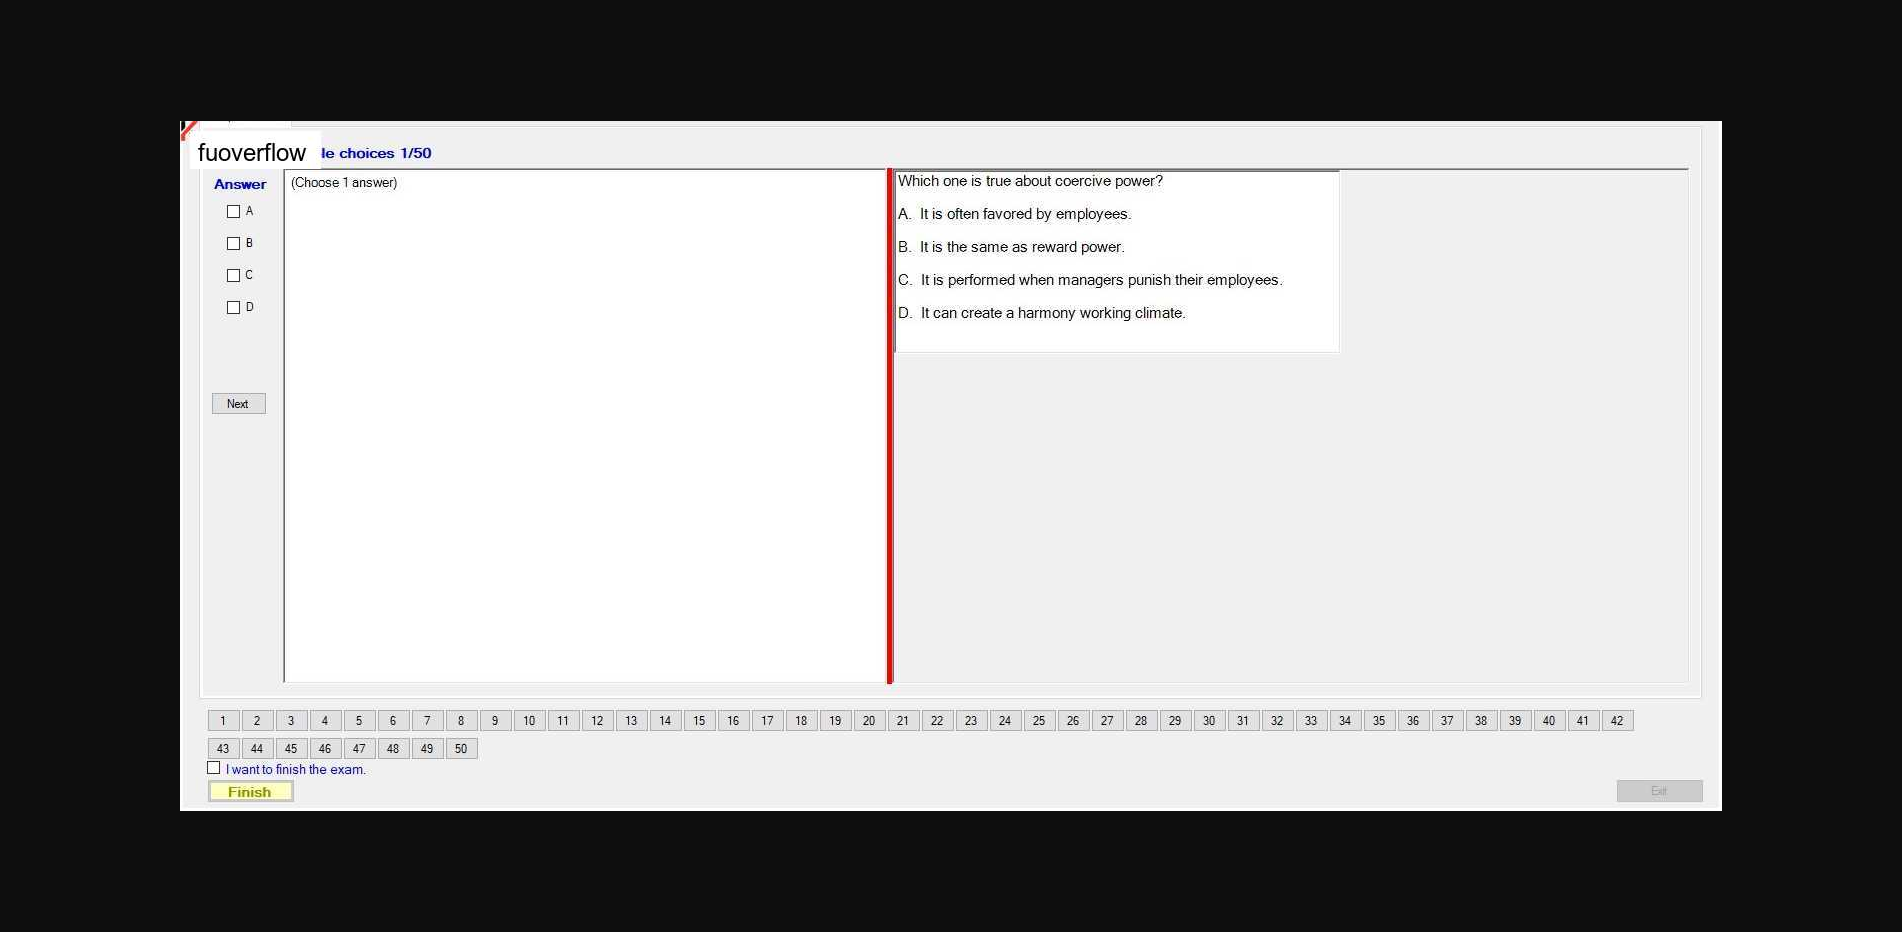 fuoverflow
le choices 1/50
Answer
(Choose 1 answer)
A
B
C
D
Next
Which one is true about coercive power?
A. It is often favored by employees.
B. It is the same as reward power.
C. It is performed when managers punish their employees.
D. It can create a harmony working climate.
1 2 3 4 5 6 7 8 9 10 11 12 13 14 15 16 17 18 19 20 21 22 23 24 25 26 27 28 29 30 31 32 33 34 35 36 37 38 39 40 41 42
43 44 45 46 47 48 49 50
I want to finish the exam.
Finish
Exit